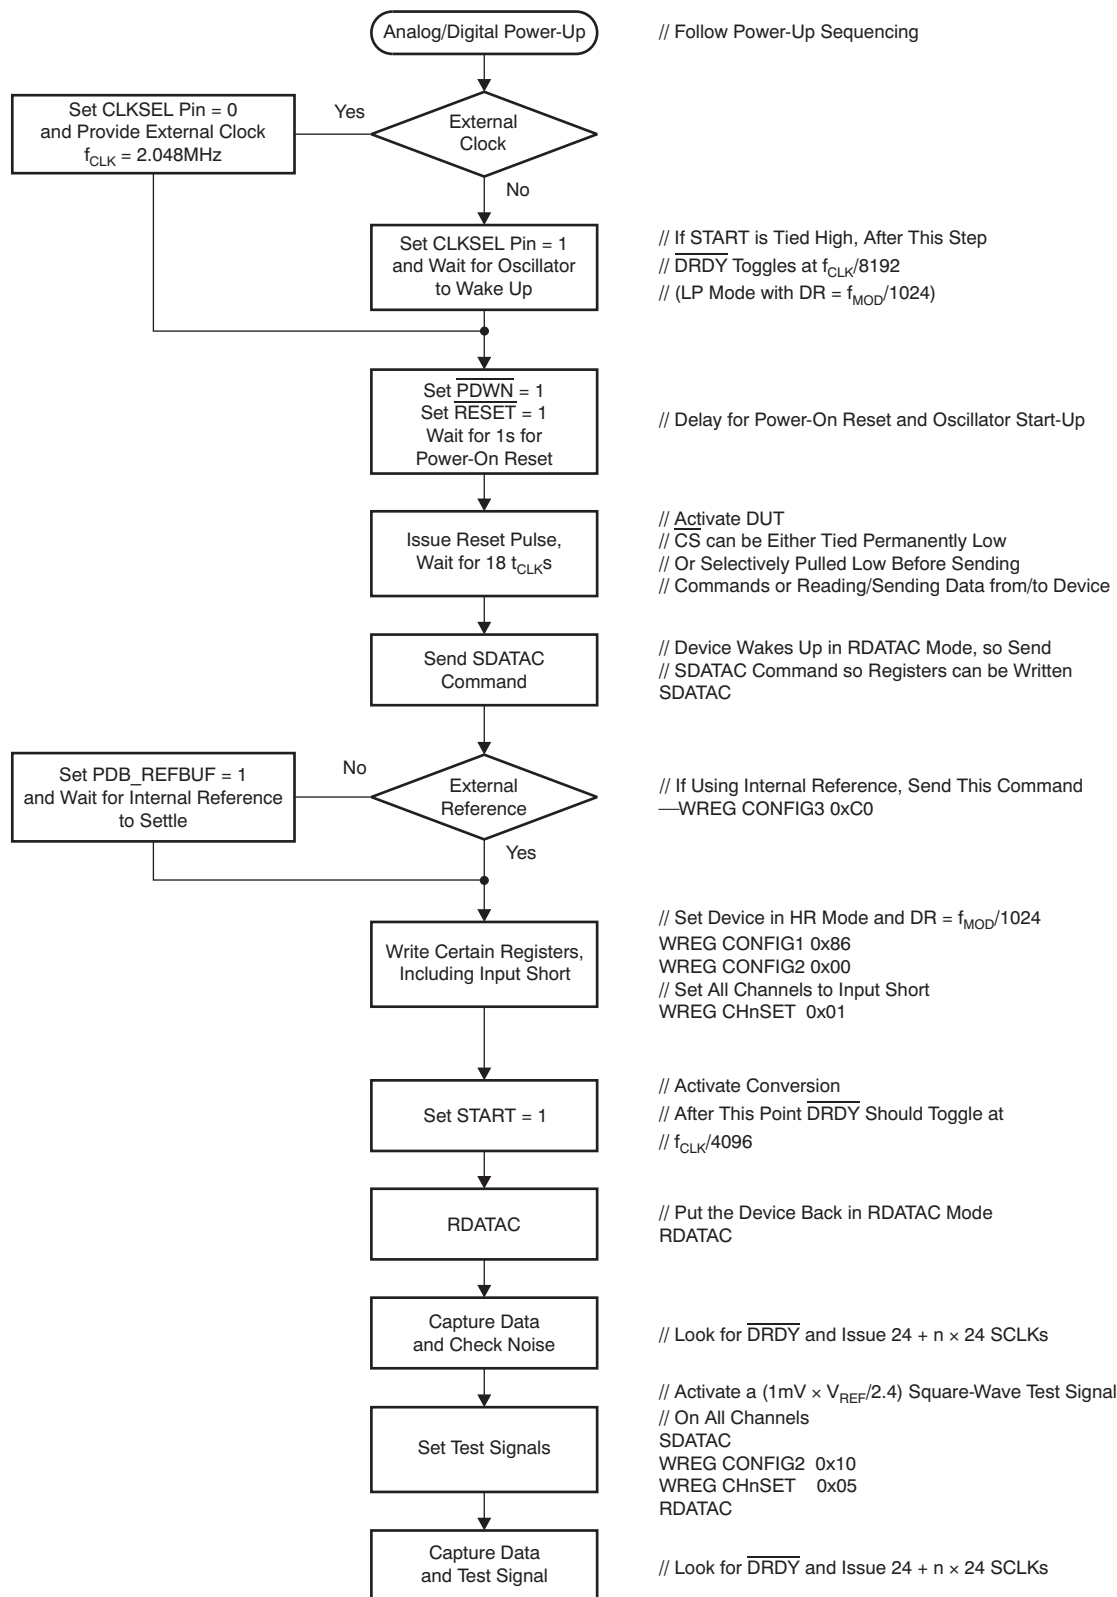 Analog/Digital Power-Up
// Follow Power-Up Sequencing
Set CLKSEL Pin = 0
and Provide External Clock
fCLK = 2.048MHz
Yes
External
Clock
No
Set CLKSEL Pin = 1
and Wait for Oscillator
to Wake Up
// If START is Tied High, After This Step
// DRDY Toggles at fCLK/8192
// (LP Mode with DR = fMOD/1024)
Set PDWN = 1
Set RESET = 1
Wait for 1s for
Power-On Reset
// Delay for Power-On Reset and Oscillator Start-Up
Issue Reset Pulse,
Wait for 18 tCLKs
// Activate DUT
// CS can be Either Tied Permanently Low
// Or Selectively Pulled Low Before Sending
// Commands or Reading/Sending Data from/to Device
Send SDATAC
Command
// Device Wakes Up in RDATAC Mode, so Send
// SDATAC Command so Registers can be Written
SDATAC
Set PDB_REFBUF = 1
and Wait for Internal Reference
to Settle
No
External
Reference
Yes
// If Using Internal Reference, Send This Command
—WREG CONFIG3 0xC0
Write Certain Registers,
Including Input Short
// Set Device in HR Mode and DR = fMOD/1024
WREG CONFIG1 0x86
WREG CONFIG2 0x00
// Set All Channels to Input Short
WREG CHnSET 0x01
Set START = 1
// Activate Conversion
// After This Point DRDY Should Toggle at
// fCLK/4096
RDATAC
// Put the Device Back in RDATAC Mode
RDATAC
Capture Data
and Check Noise
// Look for DRDY and Issue 24 + n × 24 SCLKs
Set Test Signals
// Activate a (1mV × VREF/2.4) Square-Wave Test Signal
// On All Channels
SDATAC
WREG CONFIG2 0x10
WREG CHnSET 0x05
RDATAC
Capture Data
and Test Signal
// Look for DRDY and Issue 24 + n × 24 SCLKs